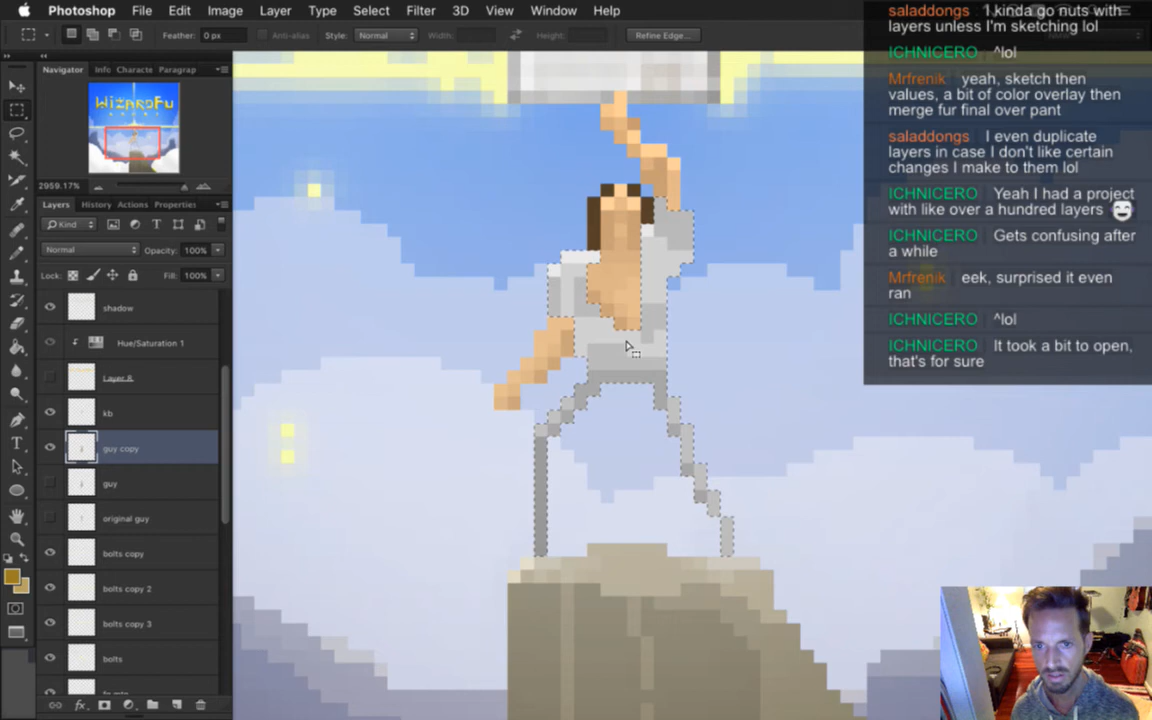 Photoshop File Edit Image Layer Type Select Filter 3D View Window Help
Feather: 0 px Anti-alias Style: Normal Width: Height: Refine Edge...
Navigator Info Characte Paragrap
WIZARDFU
2959.17%
Layers History Actions Properties
Kind
Normal Opacity: 100%
Lock: Fill: 100%
shadow
Hue/Saturation 1
Layer 8
kb
guy copy
guy
original guy
bolts copy
bolts copy 2
bolts copy 3
bolts
saladdongs I kinda go nuts with
layers unless I'm sketching lol
ICHNICERO ^lol
Mrfrenik yeah, sketch then
values, a bit of color overlay then
merge fur final over pant
saladdongs I even duplicate
layers in case I don't like certain
changes I make to them lol
ICHNICERO Yeah I had a project
with like over a hundred layers
ICHNICERO Gets confusing after
a while
Mrfrenik eek, surprised it even
ran
ICHNICERO ^lol
ICHNICERO It took a bit to open,
that's for sure